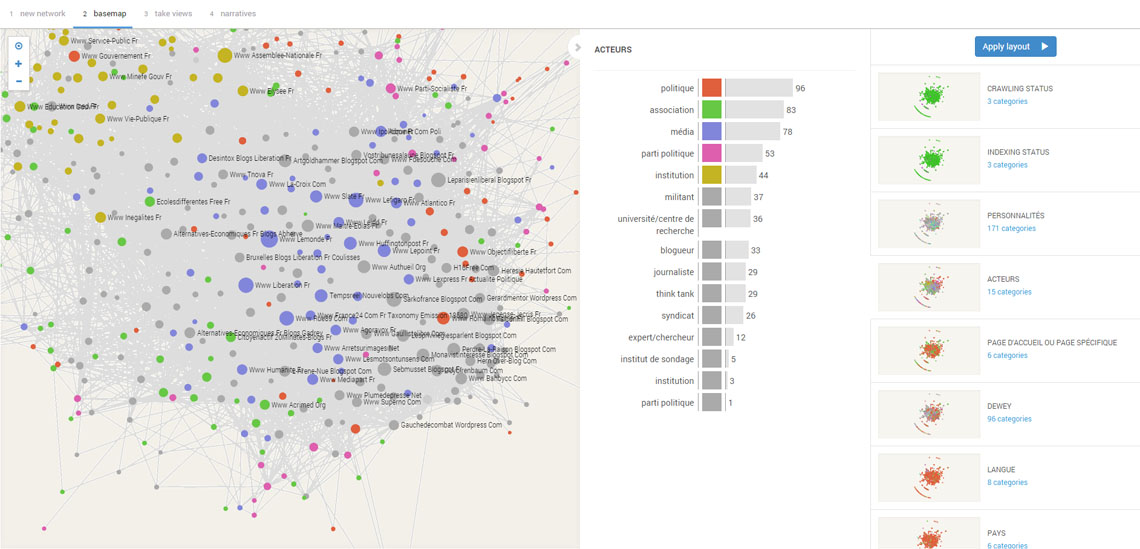 1 new network 2 basemap 3 take views 4 narratives
Www Service-Public Fr
Www Gouvernement Fr
Www Assemblee-Nationale Fr
Www Minefe Gouv Fr
Www Elysee Fr
Www Parti-Socialiste Fr
Www Education Gouv Fr
Www Vie-Publique Fr
Desintox Blogs Liberation Fr
Artgoldhammer Blogspot Com
Www Tnova Fr
Www La-Croix Com
Leparisienliberal Blogspot Fr
Ecolesdifferentes Free Fr
Www Slate Fr
Www Lefigaro Fr
Www Atlantico Fr
Www Inegalites Fr
Alternatives-Economiques Fr Blogs Abherve
Www Lemonde Fr
Www Huffingtonpost Fr
Www Lepoint Fr
Www Objectifliberte Fr
Bruxelles Blogs Liberation Fr Coulisses
Www Authueil Org
H16Free Com
Heresie Hautetfort Com
Www Lexpress Fr Actualite Politique
Www Liberation Fr
Tempsreel Nouvelobs Com
Sarkofrance Blogspot Com
Gerardmentor Wordpress Com
Www France24 Com Fr Taxonomy Emission
Www Agoravox Fr
Alternatives-Economiques Fr Blogs Gadrey
Citoyenactif 20Minutes-Blogs Fr
Www Arretsurimages Net
Www Lesmotsontunsens Com
Monavistinteresse Blogspot Com
Www Humanite Fr
Sebmusset Blogspot Fr
Www Mediapart Fr
Www Bahbycc Com
Www Plumedepresse Net
Www Superno Com
Www Acrimed Org
Gauchedecombat Wordpress Com
ACTEURS
politique 96
association 83
média 78
parti politique 53
institution 44
militant 37
université/centre de
recherche 36
blogueur 33
journaliste 29
think tank 29
syndicat 26
expert/chercheur 12
institut de sondage 5
institution 3
parti politique 1
Apply layout
CRAWLING STATUS
3 categories
INDEXING STATUS
3 categories
PERSONNALITÉS
171 categories
ACTEURS
15 categories
PAGE D'ACCUEIL OU PAGE SPÉCIFIQUE
6 categories
DEWEY
96 categories
LANGUE
8 categories
PAYS
6 categories